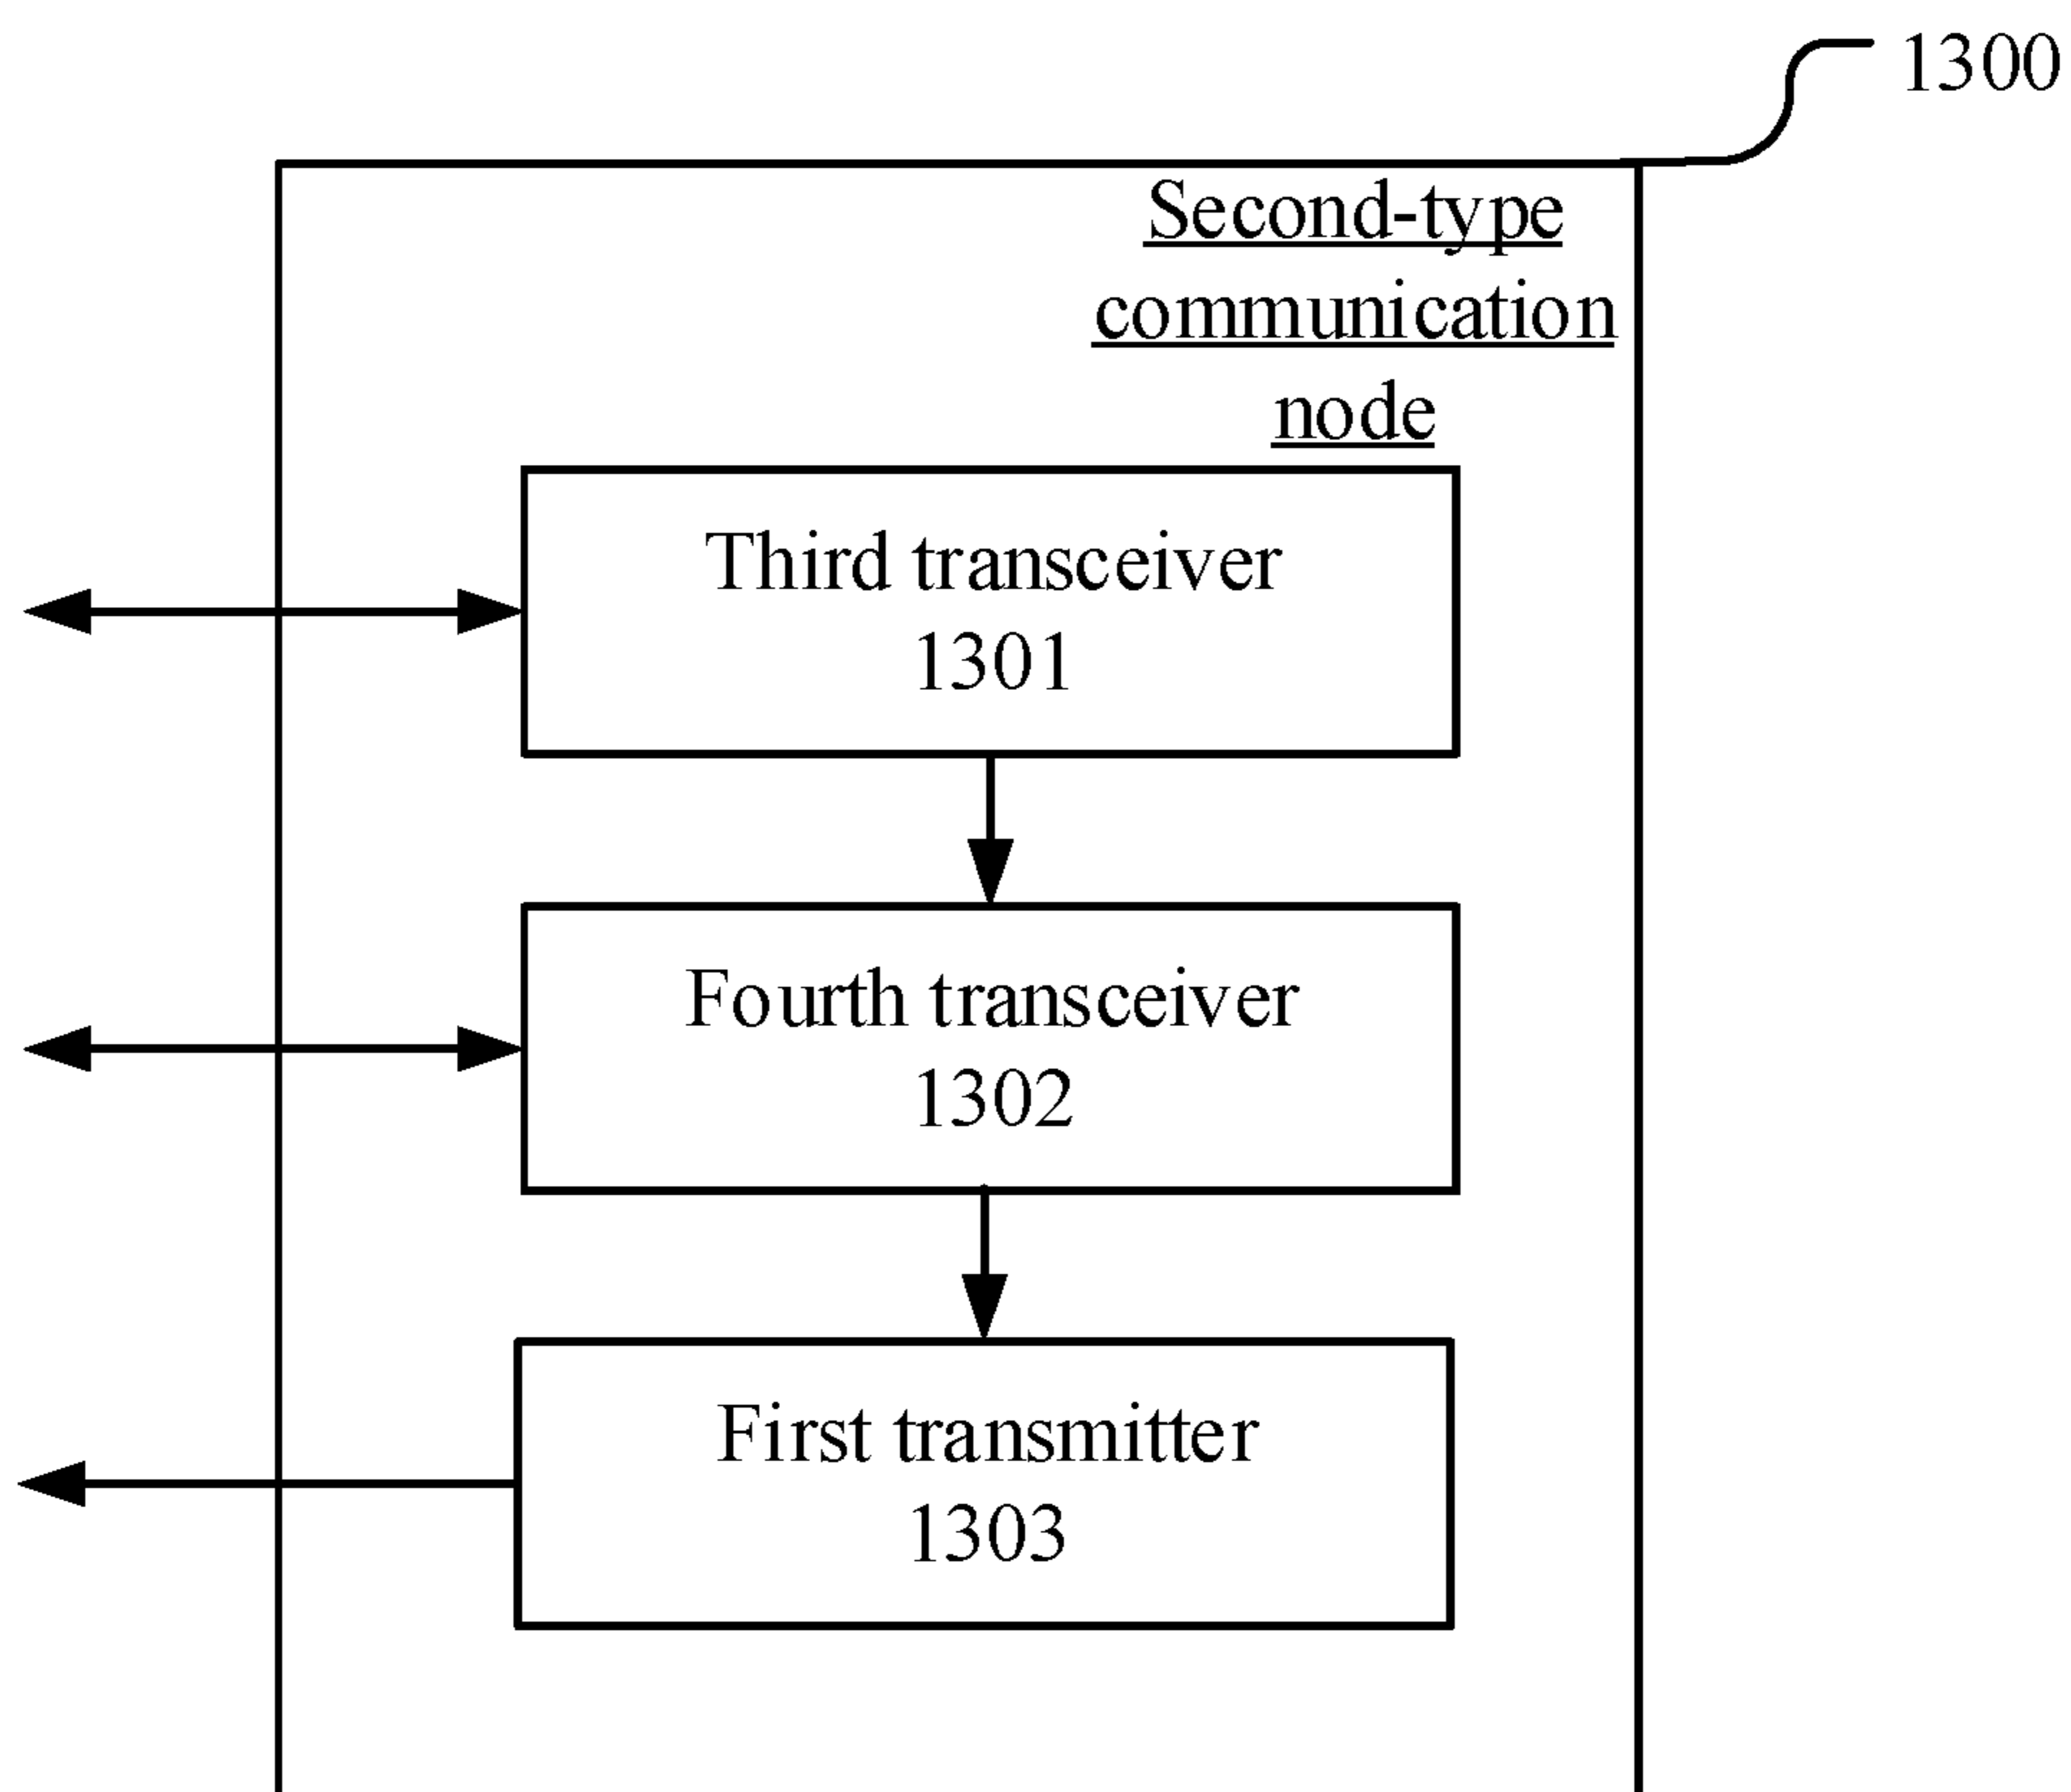 1300
Second-type
communication
node
Third transceiver
1301
Fourth transceiver
1302
First transmitter
1303